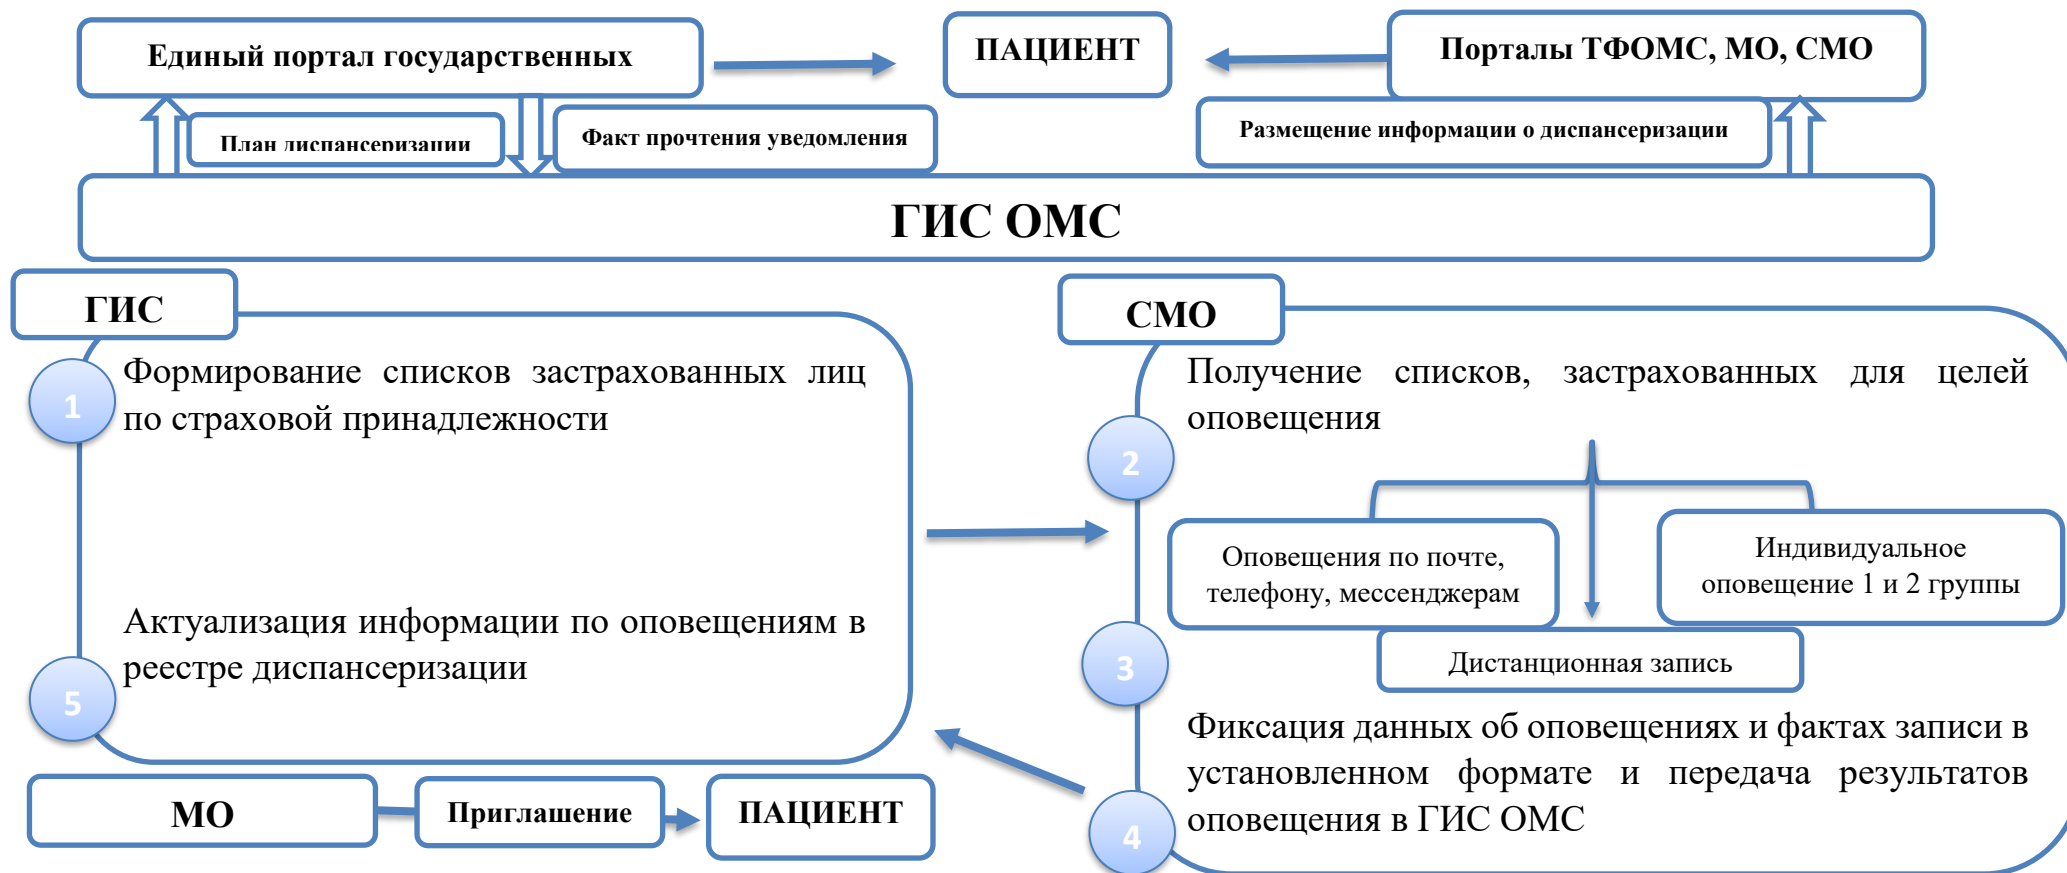 Единый портал государственных
ПАЦИЕНТ
Порталы ТФОМС, МО, СМО
План диспансеризации
Факт прочтения уведомления
Размещение информации о диспансеризации
ГИС ОМС
ГИС
1
Формирование списков застрахованных лиц
по страховой принадлежности
Актуализация информации по оповещениям в
реестре диспансеризации
5
СМО
Получение списков, застрахованных для целей
оповещения
2
Оповещения по почте,
телефону, мессенджерам
Индивидуальное
оповещение 1 и 2 группы
3
Дистанционная запись
Фиксация данных об оповещениях и фактах записи в
установленном формате и передача результатов
оповещения в ГИС ОМС
4
МО
Приглашение
ПАЦИЕНТ